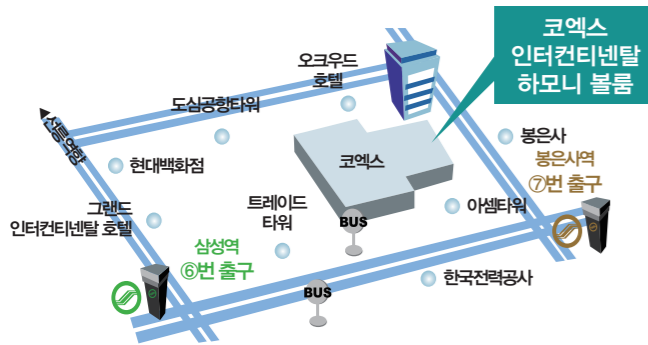 코엑스
인터컨티넨탈
하모니 볼룸
오크우드
호텔
도심공항타워
선릉역향
현대백화점
코엑스
봉은사
봉은사역
⑦번 출구
그랜드
인터컨티넨탈 호텔
트레이드
타워
아셈타워
BUS
삼성역
⑥번 출구
한국전력공사
BUS